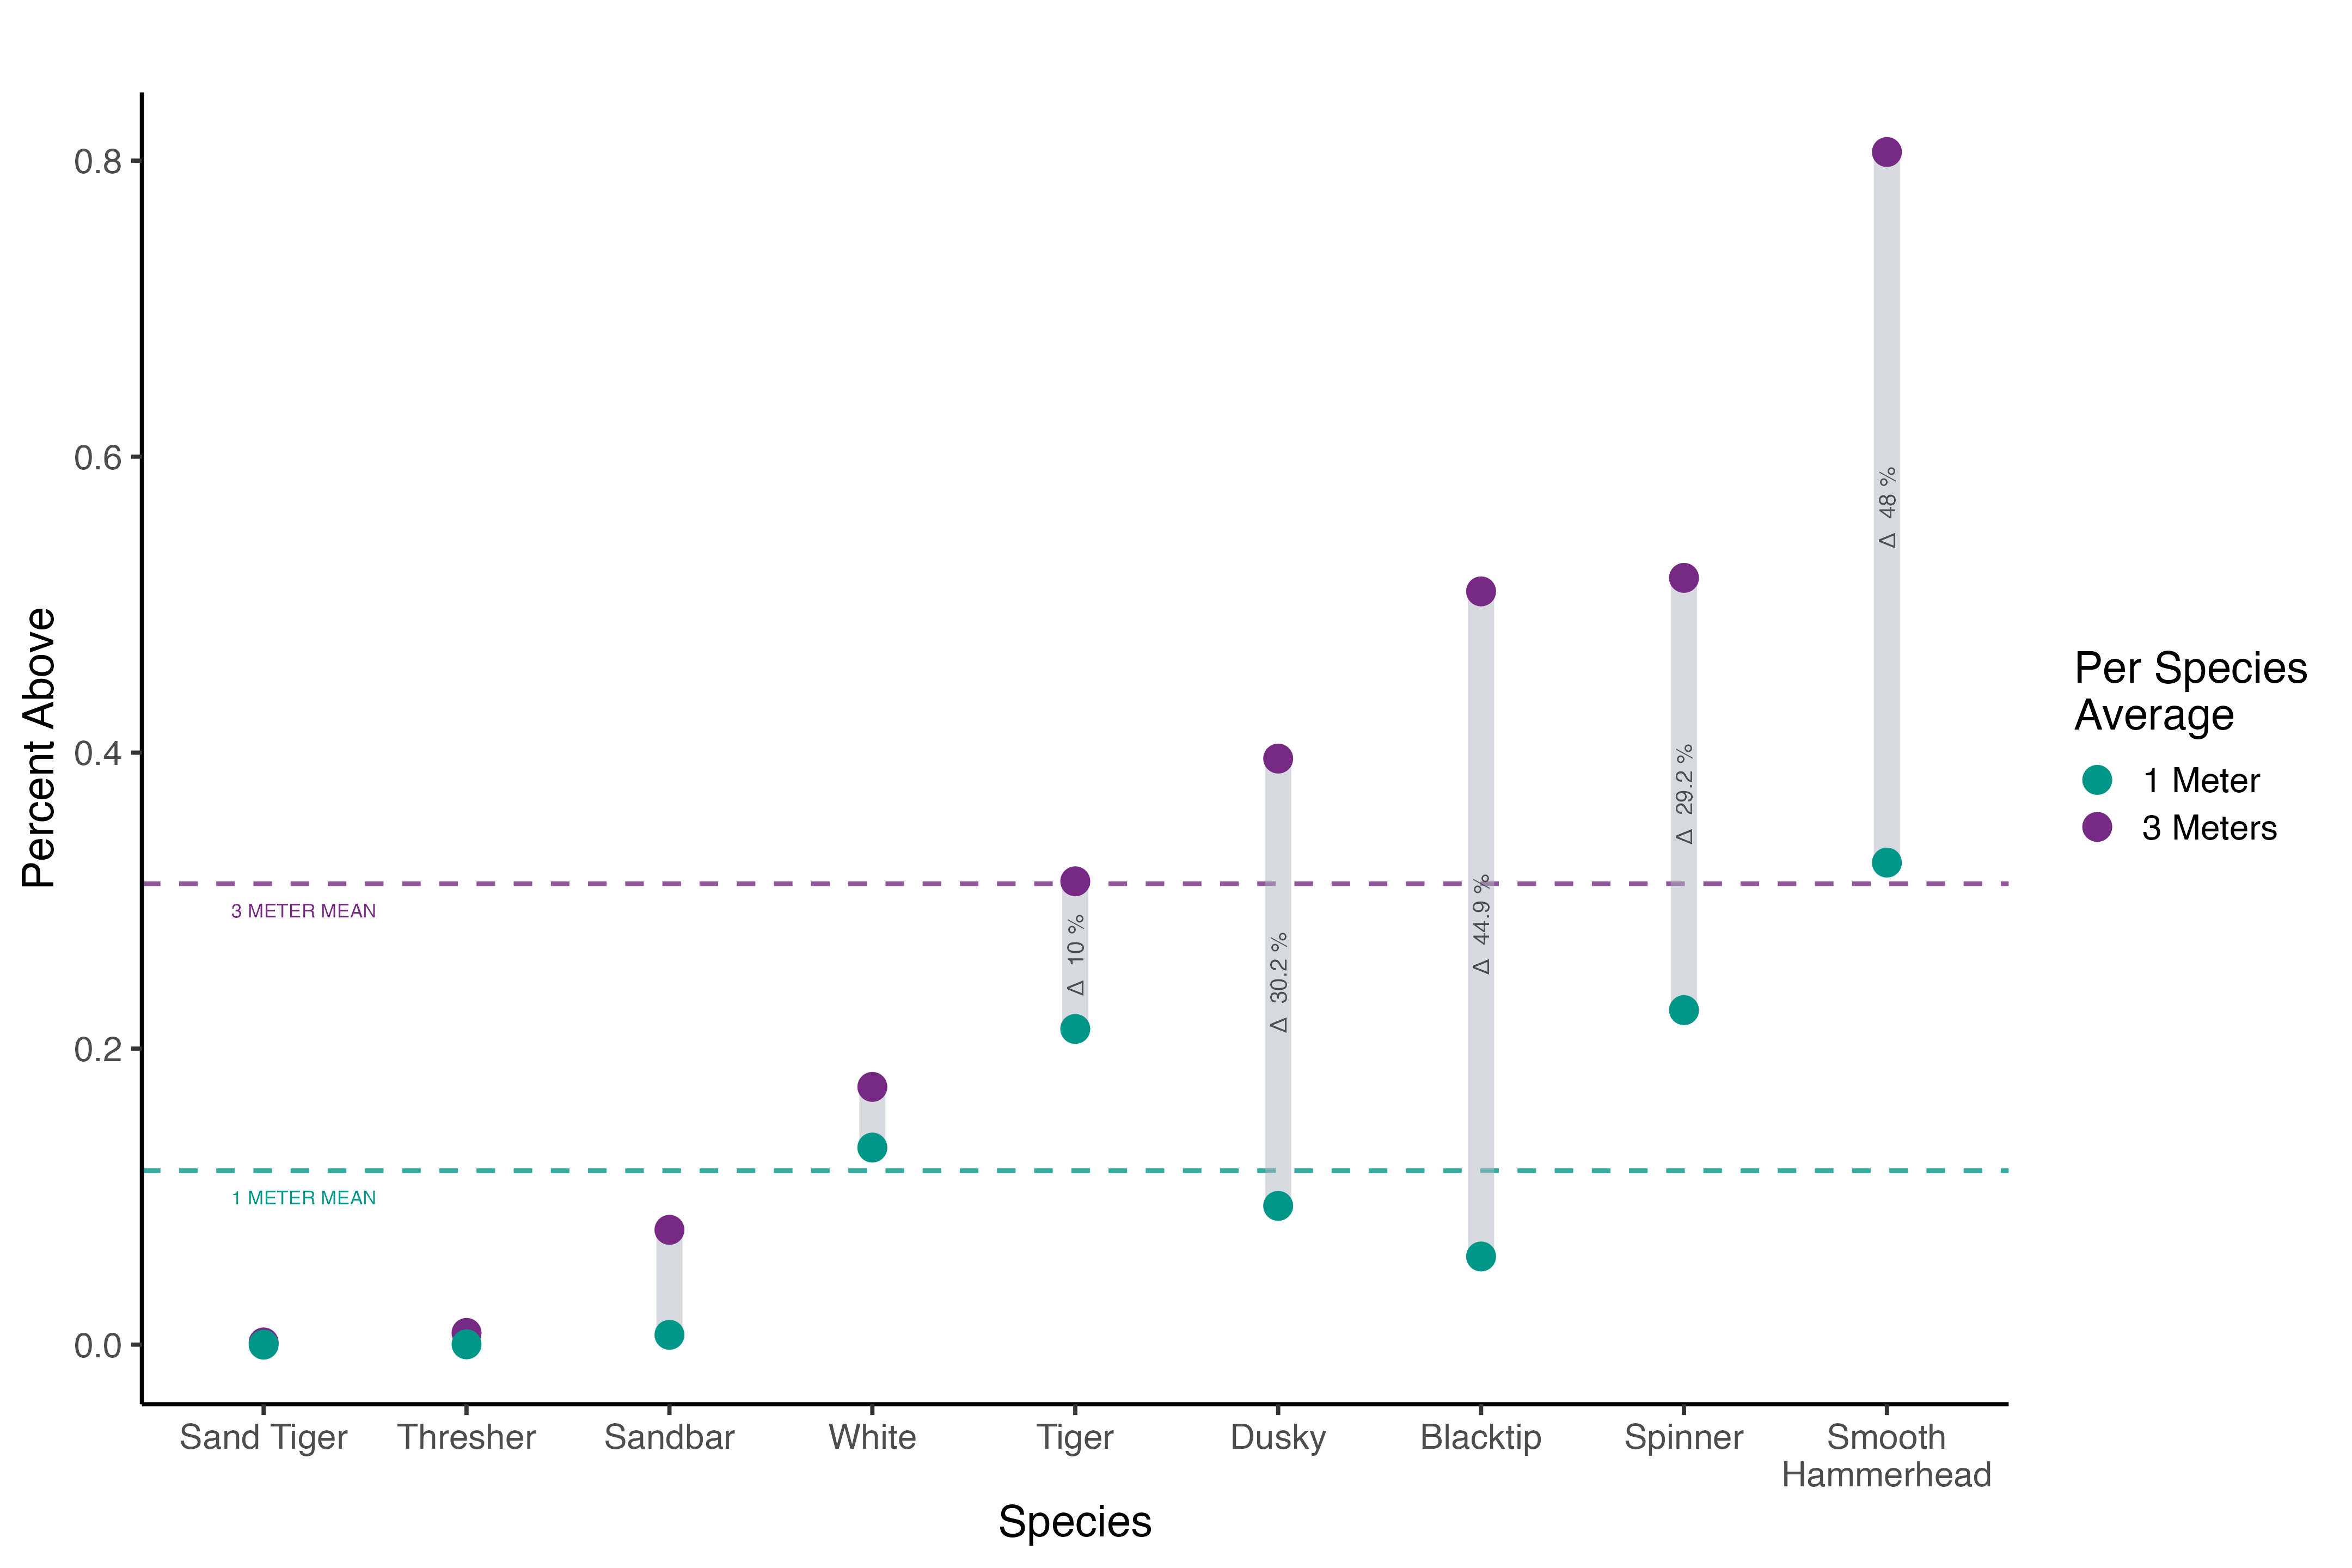 Percent Above
0.8
0.6
0.4
0.2
0.0
3 METER MEAN
1 METER MEAN
Δ 10 %
Δ 30.2 %
Δ 44.9 %
Δ 29.2 %
Δ 48 %
Sand Tiger
Thresher
Sandbar
White
Tiger
Dusky
Blacktip
Spinner
Smooth
Hammerhead
Species
Per Species
Average
1 Meter
3 Meters